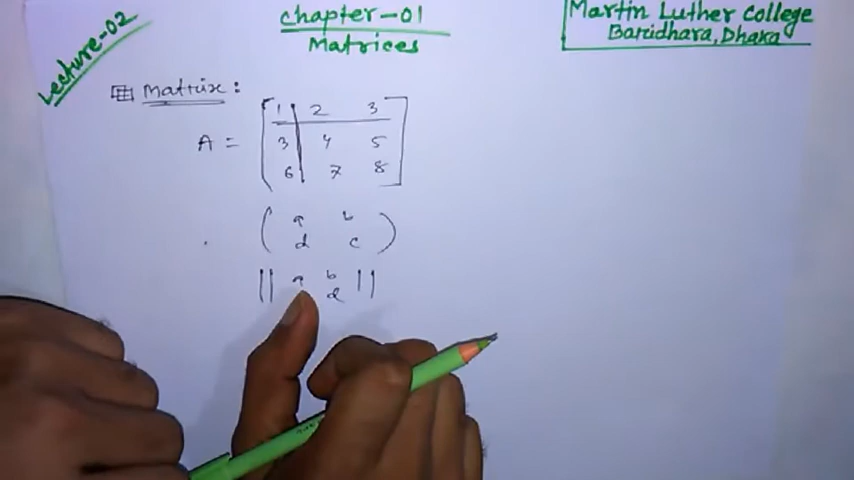 Lecture-02
chapter-01
Matrices
Martin Luther College
Baridhara, Dhaka
Matrix:
A = [ 1 2 3
3 4 5
6 7 8 ]
( a b
d c )
|| a b
d ||